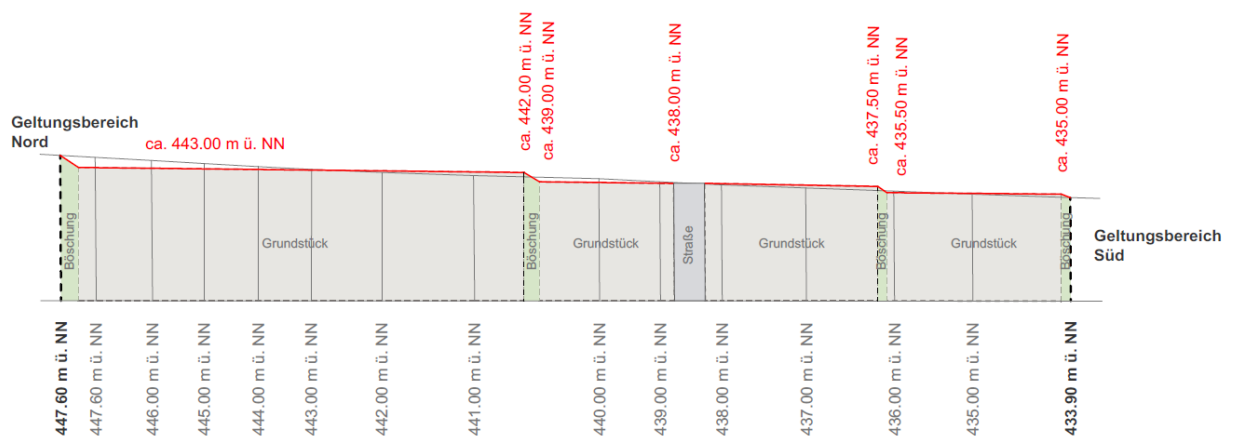 ca. 442.00 m ü. NN
ca. 439.00 m ü. NN
ca. 438.00 m ü. NN
ca. 437.50 m ü. NN
ca. 435.50 m ü. NN
ca. 435.00 m ü. NN
Geltungsbereich
Nord
ca. 443.00 m ü. NN
Böschung
Grundstück
Böschung
Grundstück
Straße
Grundstück
Böschung
Grundstück
Böschung
Geltungsbereich
Süd
447.60 m ü. NN
447.60 m ü. NN
446.00 m ü. NN
445.00 m ü. NN
444.00 m ü. NN
443.00 m ü. NN
442.00 m ü. NN
441.00 m ü. NN
440.00 m ü. NN
439.00 m ü. NN
438.00 m ü. NN
437.00 m ü. NN
436.00 m ü. NN
435.00 m ü. NN
433.90 m ü. NN